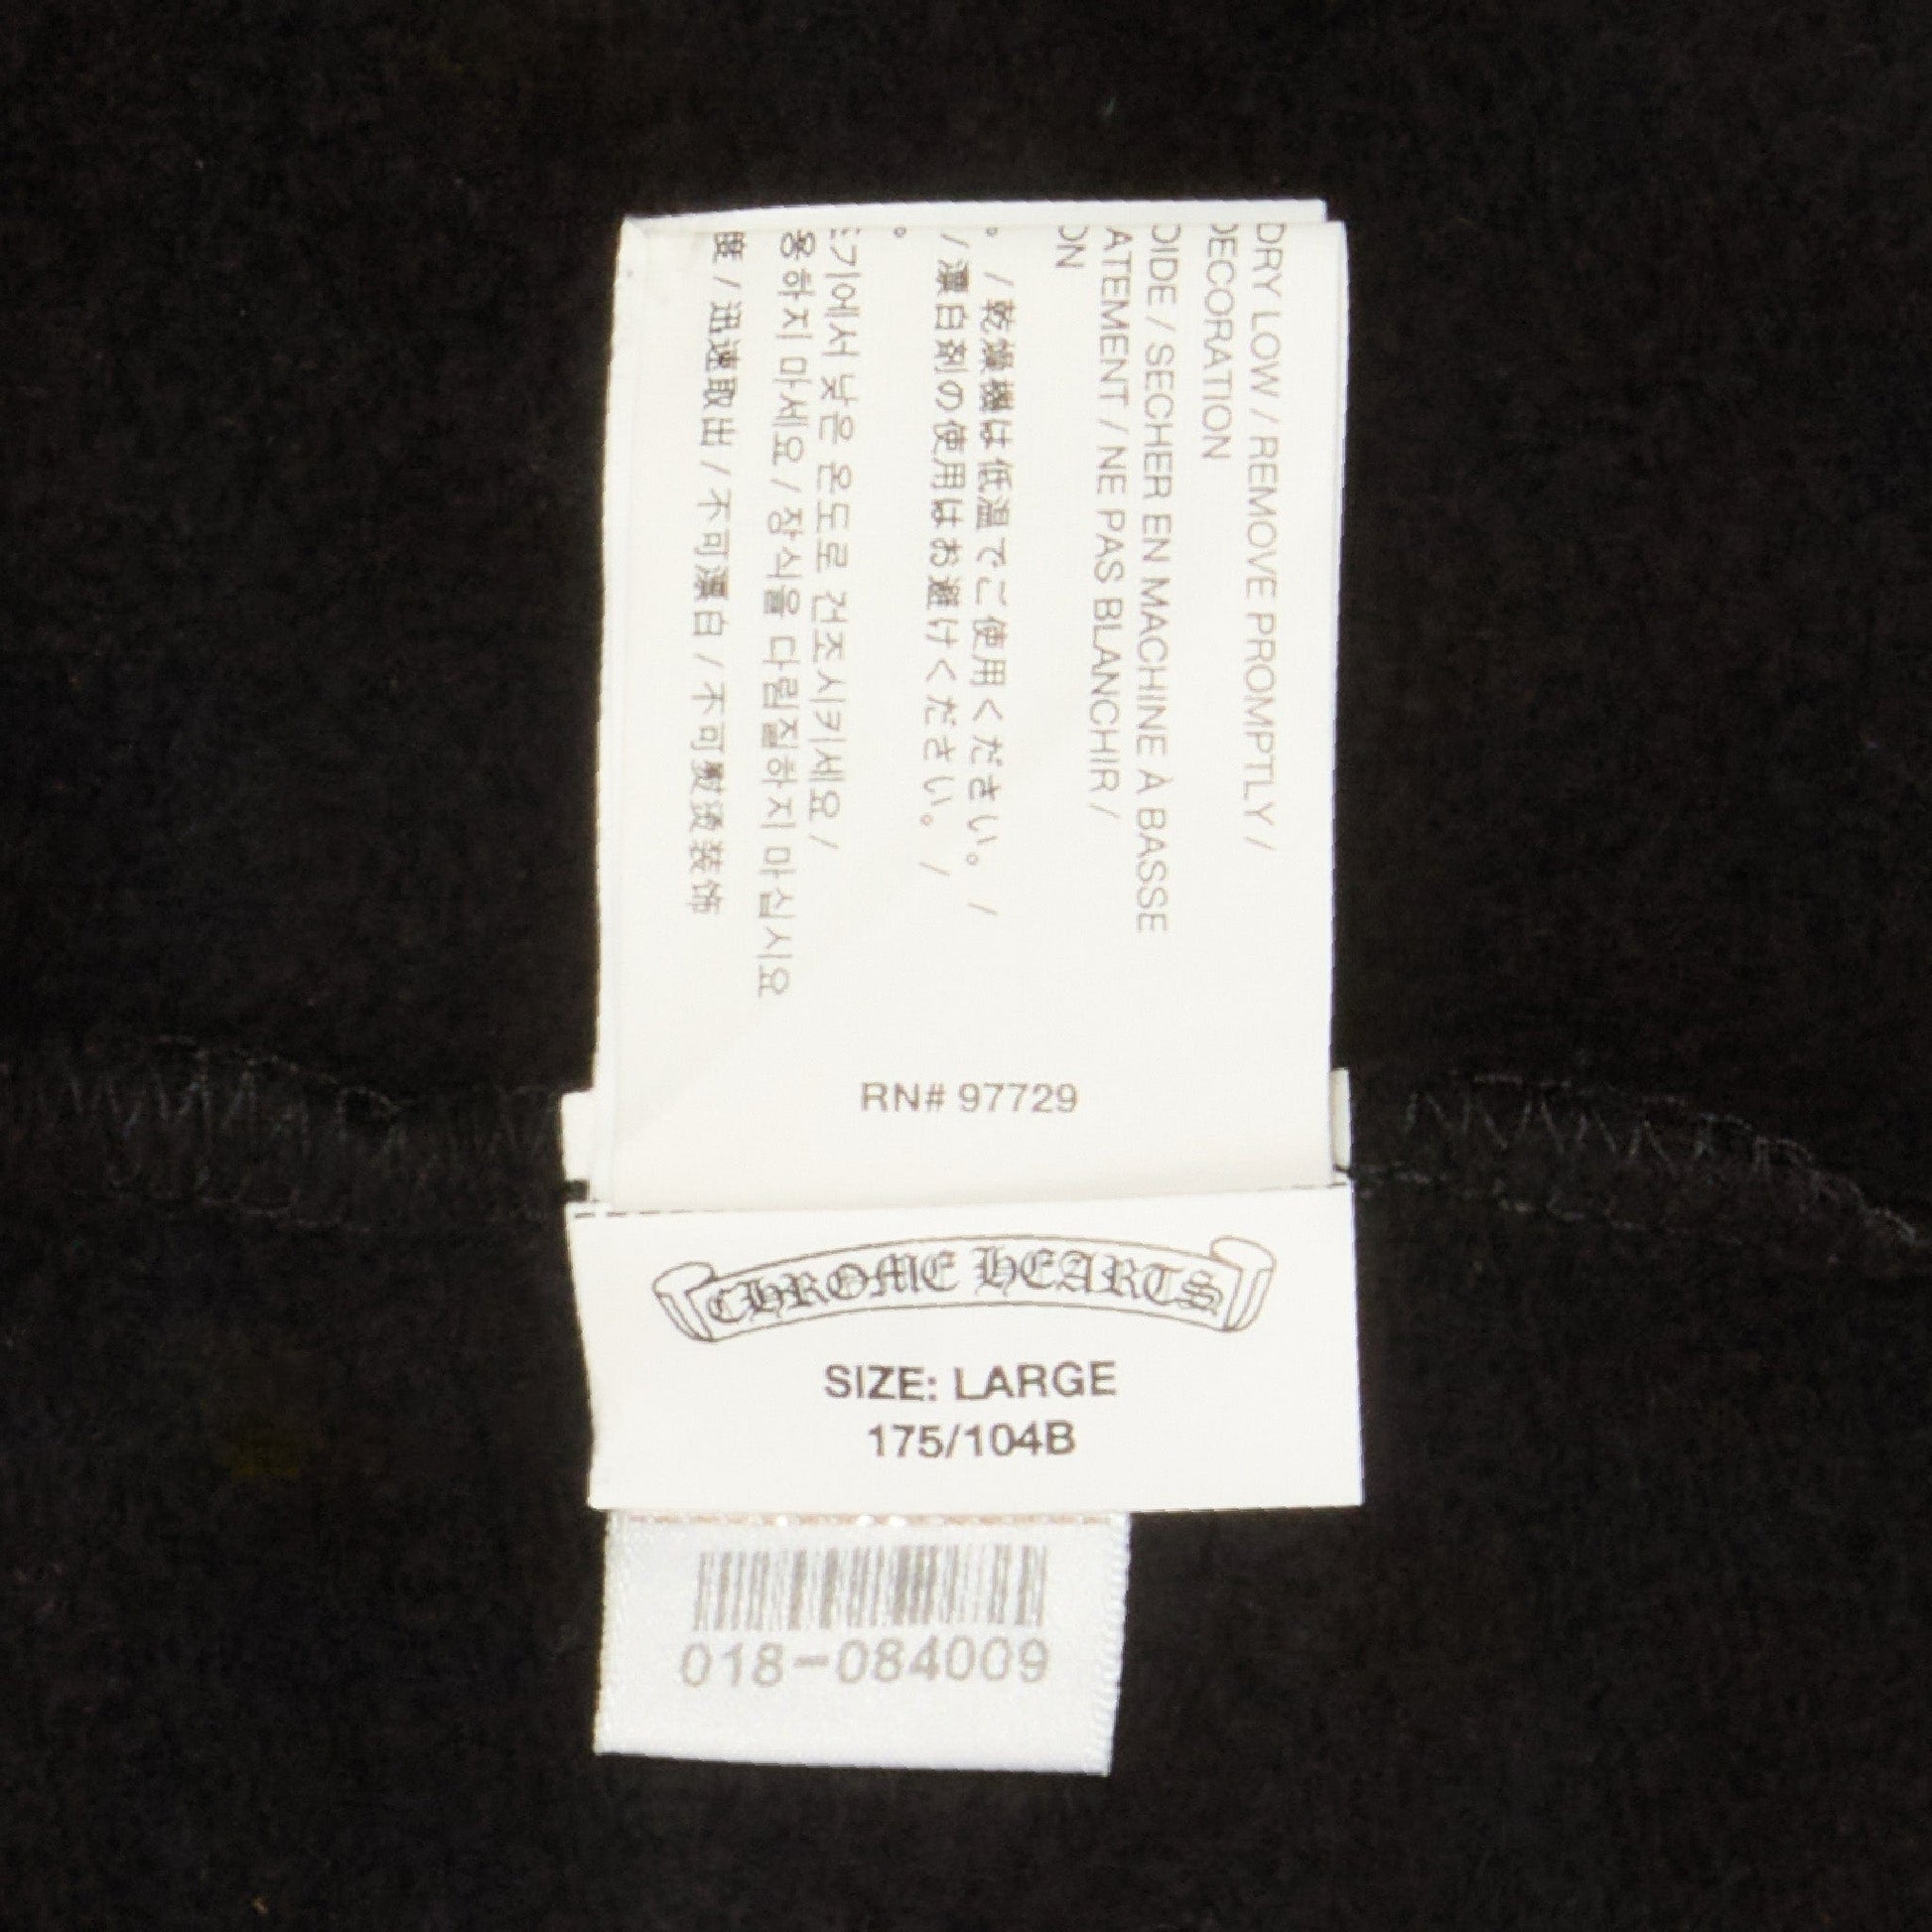 DRY LOW / REMOVE PROMPTLY /
DECORATION
OIDE / SECHER EN MACHINE À BASSE
ATEMENT / NE PAS BLANCHIR /
ON
。 / 乾燥機は低温でご使用ください。 /
/ 漂白剤の使用はお避けください。 /
。
기에서 낮은 온도로 건조시키세요 /
용하지 마세요 / 장식을 다림질하지 마십시요
度 / 迅速取出 / 不可漂白 / 不可熨烫装饰
RN# 97729
CHROME HEARTS
SIZE: LARGE
175/104B
018-084009